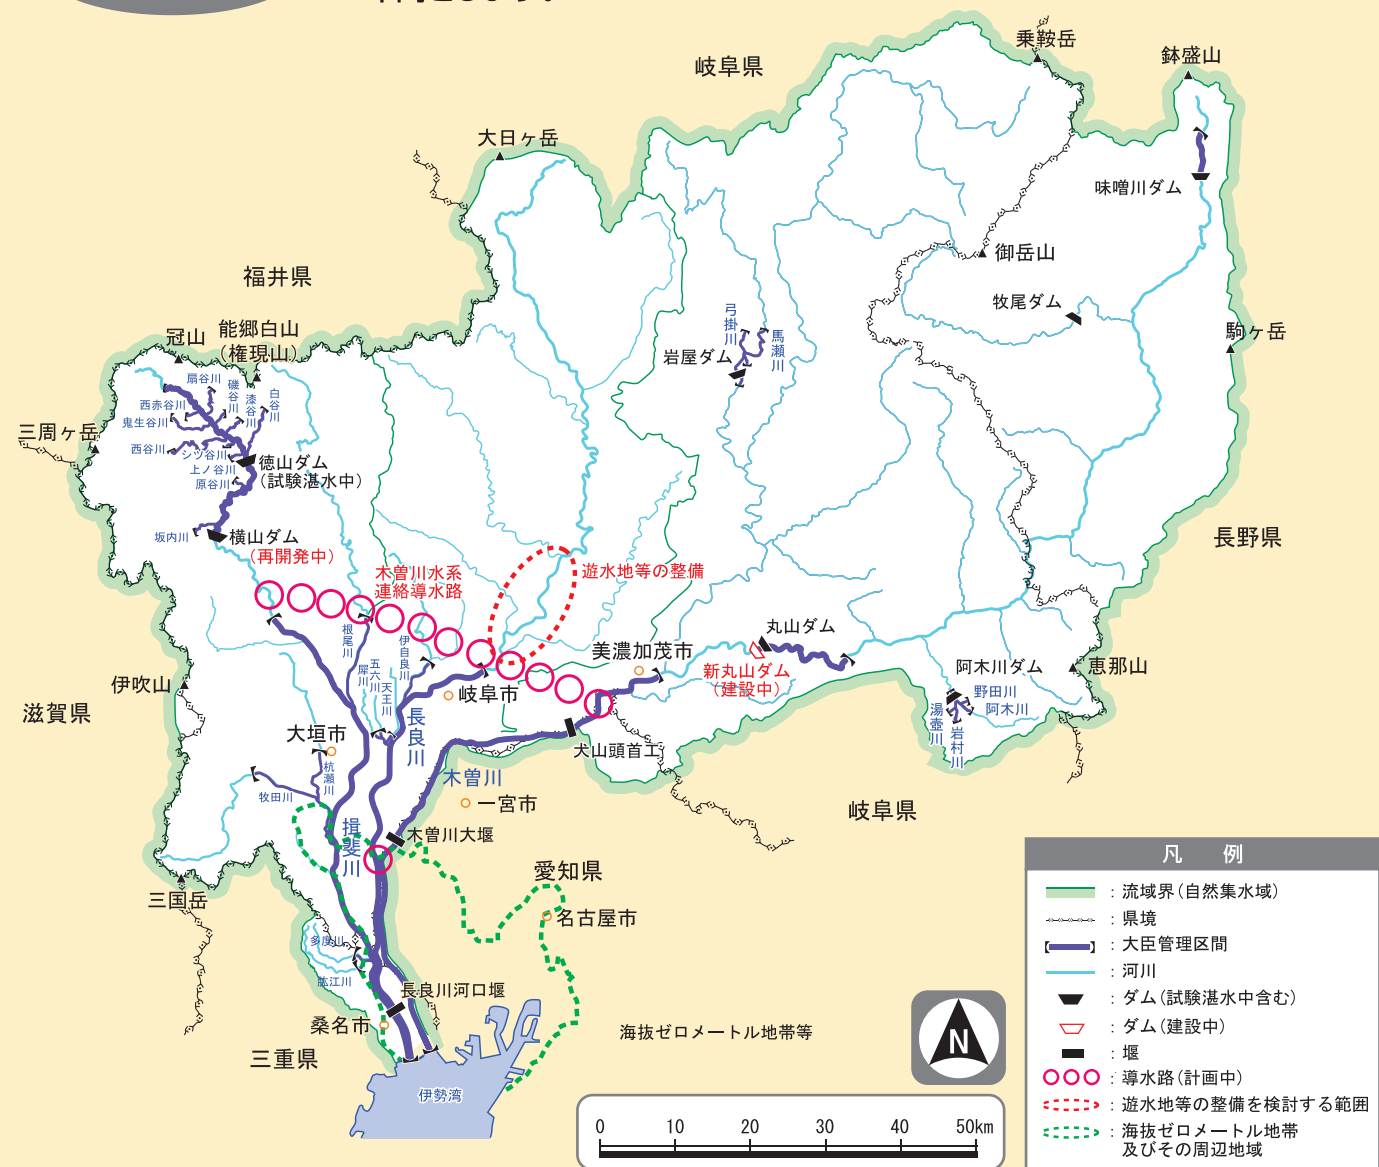 岐阜県
乗鞍岳
鉢盛山
大日ヶ岳
味噌川ダム
御岳山
牧尾ダム
駒ヶ岳
福井県
冠山
能郷白山
(権現山)
弓掛川
馬瀬川
岩屋ダム
扇谷川
磯谷川
漆谷川
白谷川
西赤谷川
鬼生谷川
三周ヶ岳
西谷川
シツ谷川
上ノ谷川
原谷川
徳山ダム
(試験湛水中)
坂内川
横山ダム
(再開発中)
長野県
木曽川水系
連絡導水路
遊水地等の整備
根尾川
伊自良川
五六川
犀川
天王川
美濃加茂市
丸山ダム
新丸山ダム
(建設中)
阿木川ダム
恵那山
野田川
阿木川
湯壺川
岩村川
伊吹山
滋賀県
岐阜市
長良川
大垣市
犬山頭首工
杭瀬川
牧田川
木曽川
一宮市
岐阜県
揖斐川
木曽川大堰
愛知県
三国岳
名古屋市
多度川
肱江川
長良川河口堰
桑名市
三重県
海抜ゼロメートル地帯等
伊勢湾
N
0 10 20 30 40 50km
凡 例
：流域界(自然集水域)
：県境
：大臣管理区間
：河川
：ダム(試験湛水中含む)
：ダム(建設中)
：堰
：導水路(計画中)
：遊水地等の整備を検討する範囲
：海抜ゼロメートル地帯
及びその周辺地域